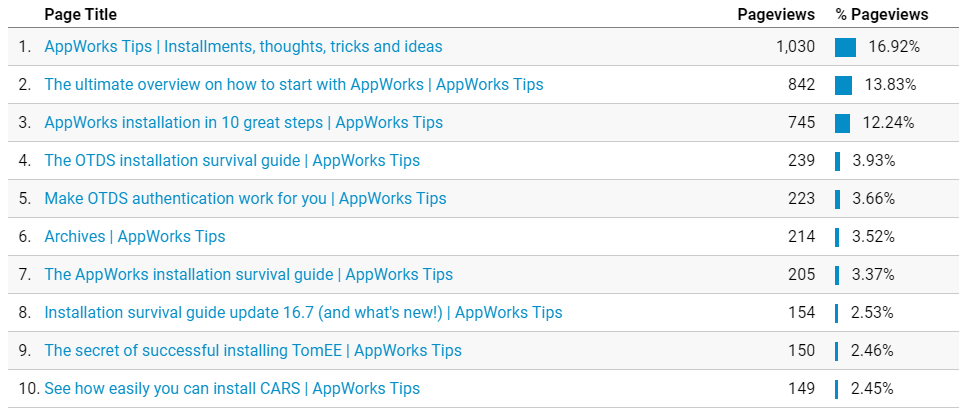 Page Title Pageviews % Pageviews
1. AppWorks Tips | Installments, thoughts, tricks and ideas 1,030 16.92%
2. The ultimate overview on how to start with AppWorks | AppWorks Tips 842 13.83%
3. AppWorks installation in 10 great steps | AppWorks Tips 745 12.24%
4. The OTDS installation survival guide | AppWorks Tips 239 3.93%
5. Make OTDS authentication work for you | AppWorks Tips 223 3.66%
6. Archives | AppWorks Tips 214 3.52%
7. The AppWorks installation survival guide | AppWorks Tips 205 3.37%
8. Installation survival guide update 16.7 (and what's new!) | AppWorks Tips 154 2.53%
9. The secret of successful installing TomEE | AppWorks Tips 150 2.46%
10. See how easily you can install CARS | AppWorks Tips 149 2.45%